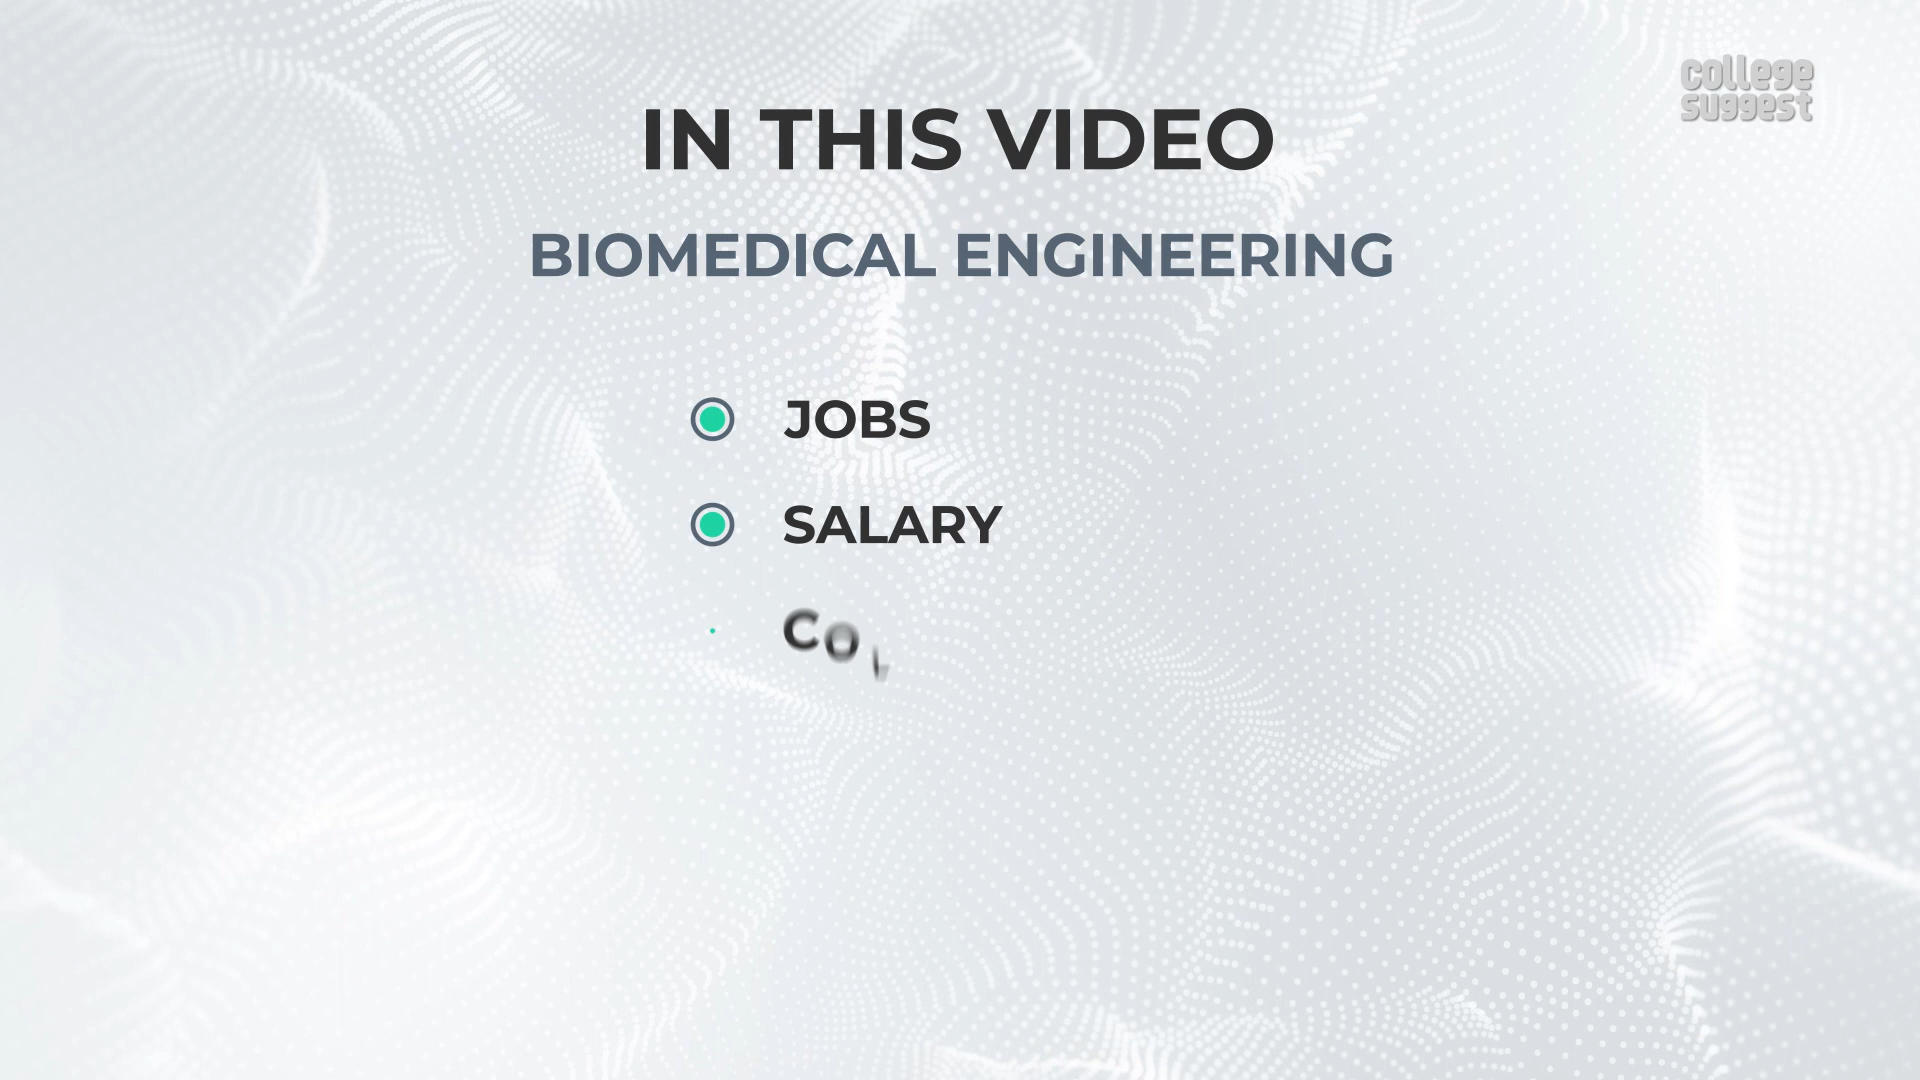 college
suggest
IN THIS VIDEO
BIOMEDICAL ENGINEERING
JOBS
SALARY